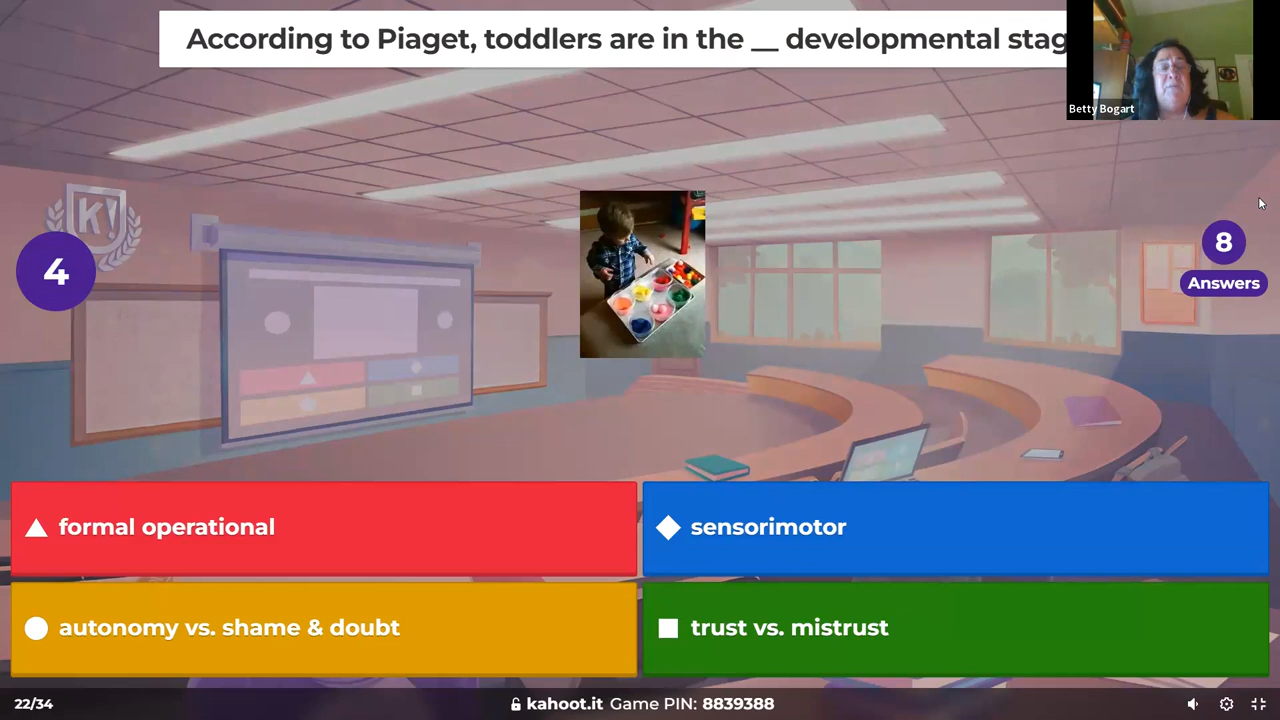 According to Piaget, toddlers are in the __ developmental stag
Betty Bogart
K!
4
8
Answers
formal operational
sensorimotor
autonomy vs. shame & doubt
trust vs. mistrust
22/34
kahoot.it Game PIN: 8839388